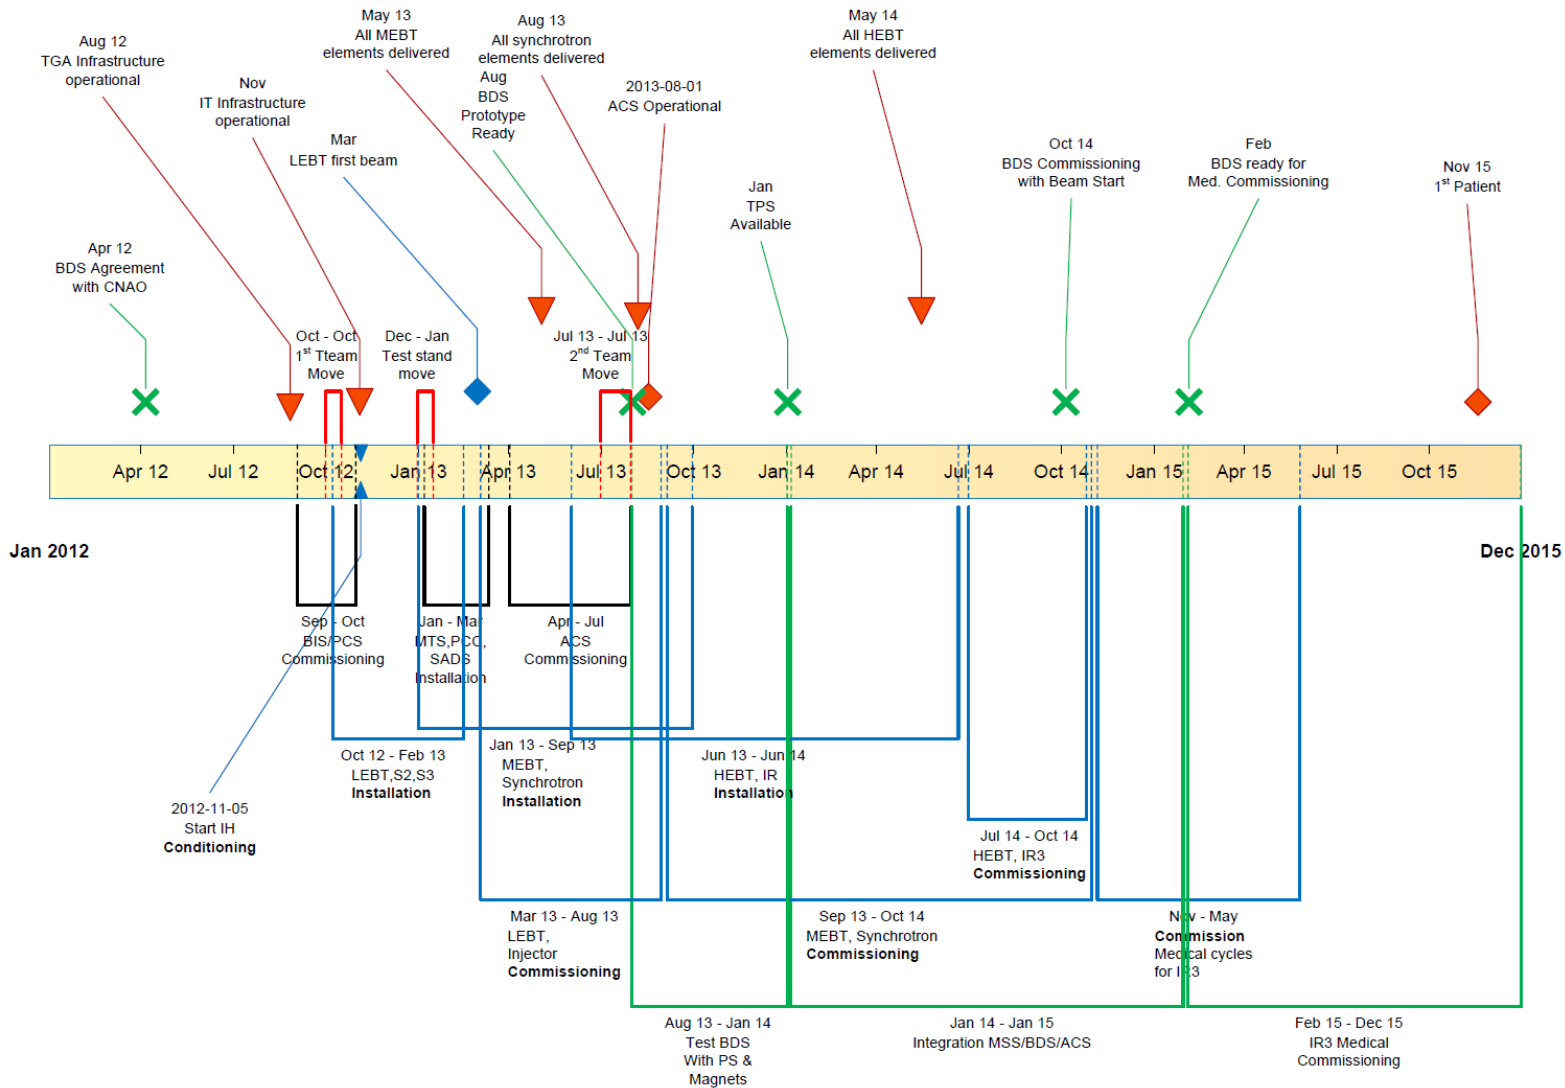 Aug 12
TGA Infrastructure
operational
Nov
IT Infrastructure
operational
Mar
LEBT first beam
May 13
All MEBT
elements delivered
Aug 13
All synchrotron
elements delivered
Aug
BDS
Prototype
Ready
2013-08-01
ACS Operational
May 14
All HEBT
elements delivered
Jan
TPS
Available
Oct 14
BDS Commissioning
with Beam Start
Feb
BDS ready for
Med. Commissioning
Nov 15
1st Patient
Apr 12
BDS Agreement
with CNAO
Oct - Oct
1st Tteam
Move
Dec - Jan
Test stand
move
Jul 13 - Jul 13
2nd Team
Move
Apr 12
Jul 12
Oct 12
Jan 13
Apr 13
Jul 13
Oct 13
Jan 14
Apr 14
Jul 14
Oct 14
Jan 15
Apr 15
Jul 15
Oct 15
Jan 2012
Dec 2015
Sep - Oct
BIS/PCS
Commissioning
Jan - Mar
MTS,PCC,
SADS
Installation
Apr - Jul
ACS
Commissioning
Oct 12 - Feb 13
LEBT,S2,S3
Installation
Jan 13 - Sep 13
MEBT,
Synchrotron
Installation
Jun 13 - Jun 14
HEBT, IR
Installation
2012-11-05
Start IH
Conditioning
Jul 14 - Oct 14
HEBT, IR3
Commissioning
Mar 13 - Aug 13
LEBT,
Injector
Commissioning
Sep 13 - Oct 14
MEBT, Synchrotron
Commissioning
Nov - May
Commission
Medical cycles
for IR3
Aug 13 - Jan 14
Test BDS
With PS &
Magnets
Jan 14 - Jan 15
Integration MSS/BDS/ACS
Feb 15 - Dec 15
IR3 Medical
Commissioning